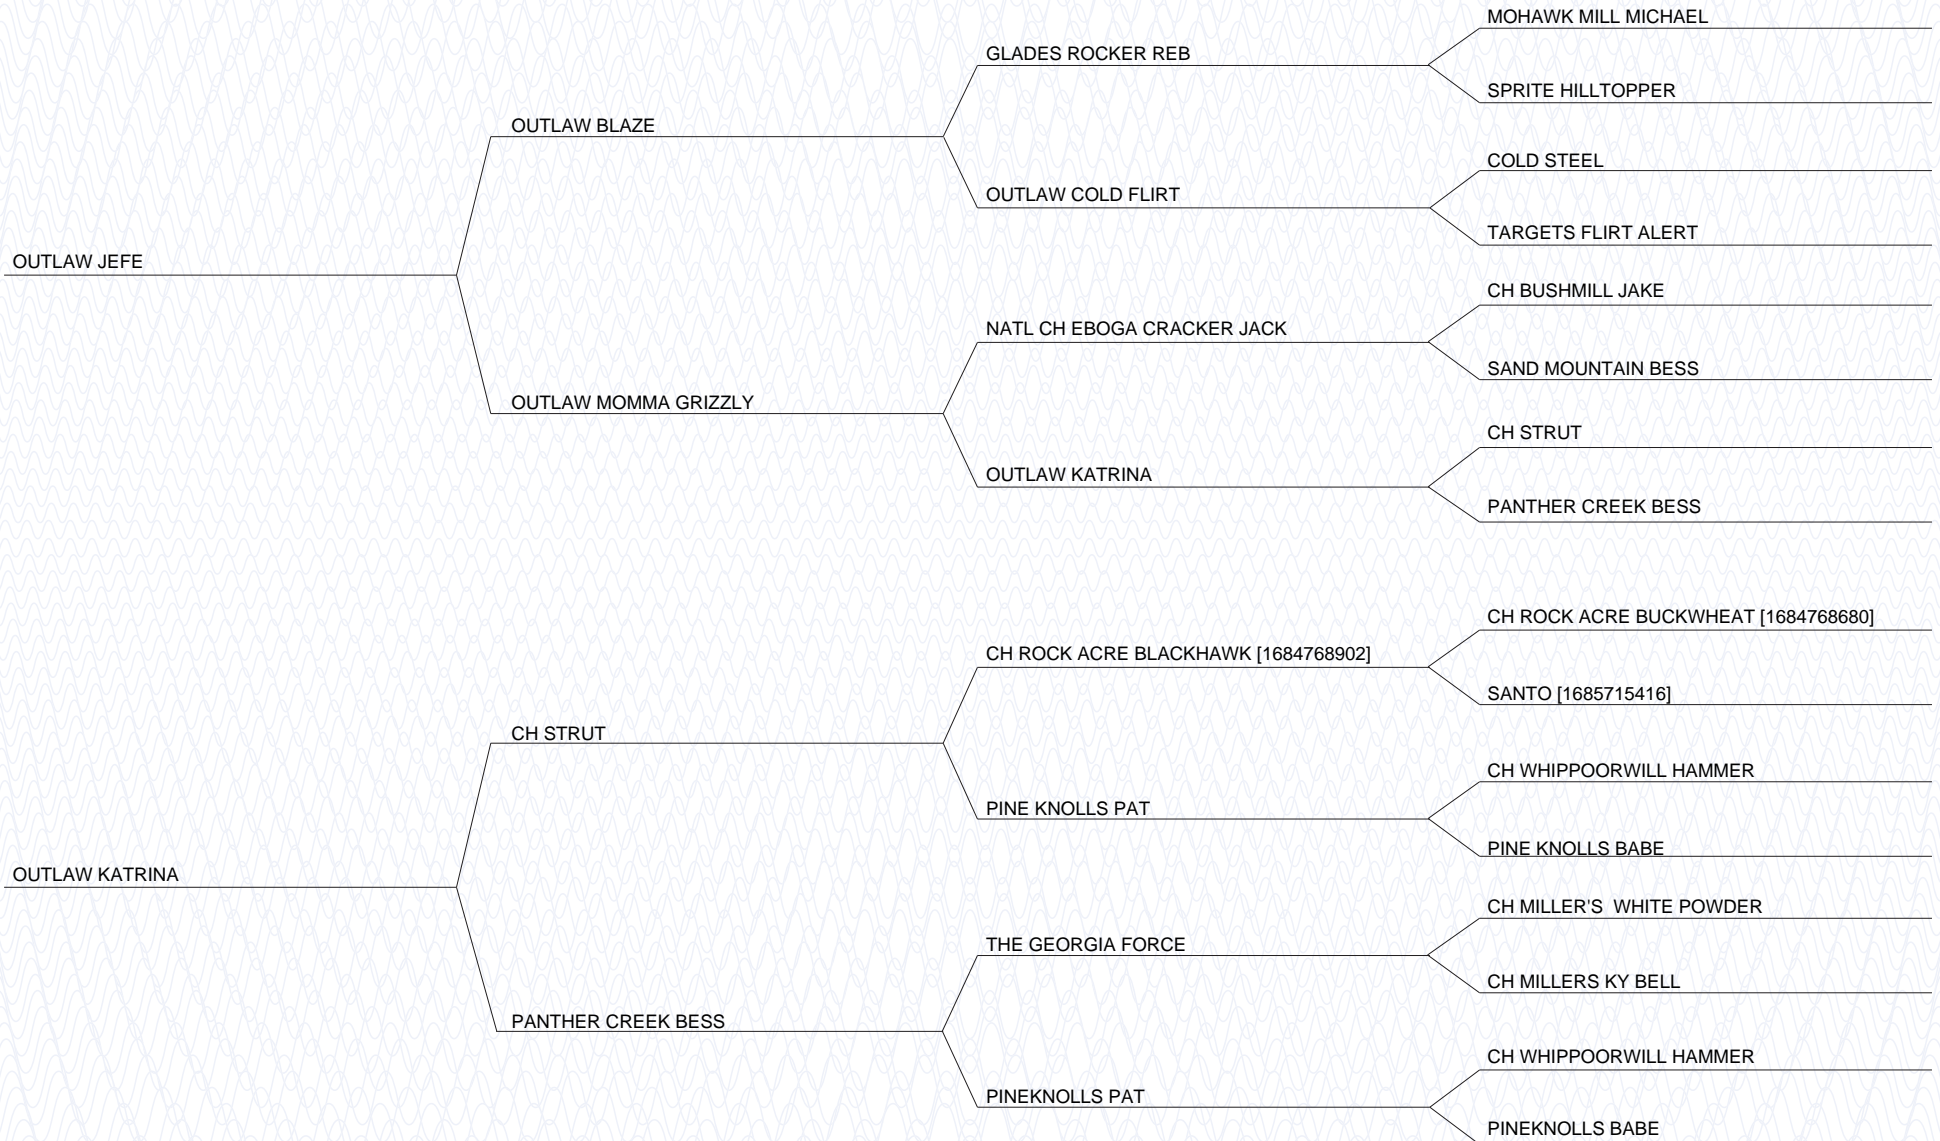 MOHAWK MILL MICHAEL
GLADES ROCKER REB
SPRITE HILLTOPPER
OUTLAW BLAZE
COLD STEEL
OUTLAW COLD FLIRT
TARGETS FLIRT ALERT
OUTLAW JEFE
CH BUSHMILL JAKE
NATL CH EBOGA CRACKER JACK
SAND MOUNTAIN BESS
OUTLAW MOMMA GRIZZLY
CH STRUT
OUTLAW KATRINA
PANTHER CREEK BESS
CH ROCK ACRE BUCKWHEAT [1684768680]
CH ROCK ACRE BLACKHAWK [1684768902]
SANTO [1685715416]
CH STRUT
CH WHIPPOORWILL HAMMER
PINE KNOLLS PAT
PINE KNOLLS BABE
OUTLAW KATRINA
CH MILLER'S  WHITE POWDER
THE GEORGIA FORCE
CH MILLERS KY BELL
PANTHER CREEK BESS
CH WHIPPOORWILL HAMMER
PINEKNOLLS PAT
PINEKNOLLS BABE